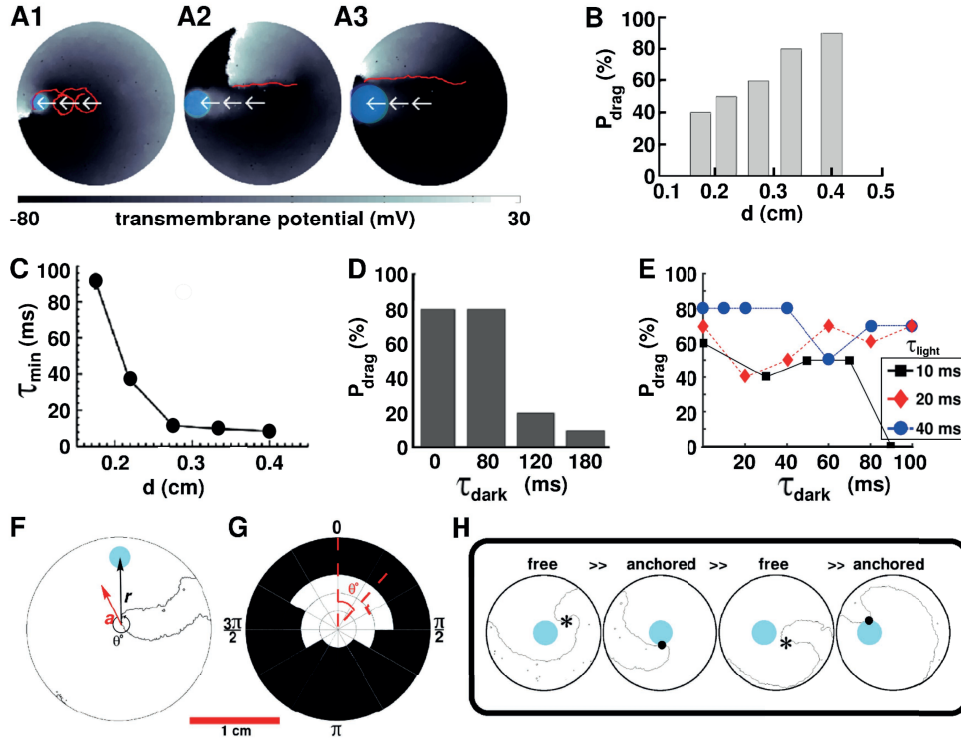 A1 A2 A3
-80 transmembrane potential (mV) 30
B
P_drag (%)
100
80
60
40
20
0
0.1 0.2 0.3 0.4 0.5
d (cm)
C
τ_min (ms)
100
80
60
40
20
0
0.2 0.3 0.4
d (cm)
D
P_drag (%)
100
80
60
40
20
0
0 80 120 180
τ_dark (ms)
E
P_drag (%)
100
80
60
40
20
0
20 40 60 80 100
τ_dark (ms)
τ_light
10 ms
20 ms
40 ms
F
r
a
θ°
1 cm
G
0
π/2
π
3π/2
θ°
r
H
free >> anchored >> free >> anchored
* *